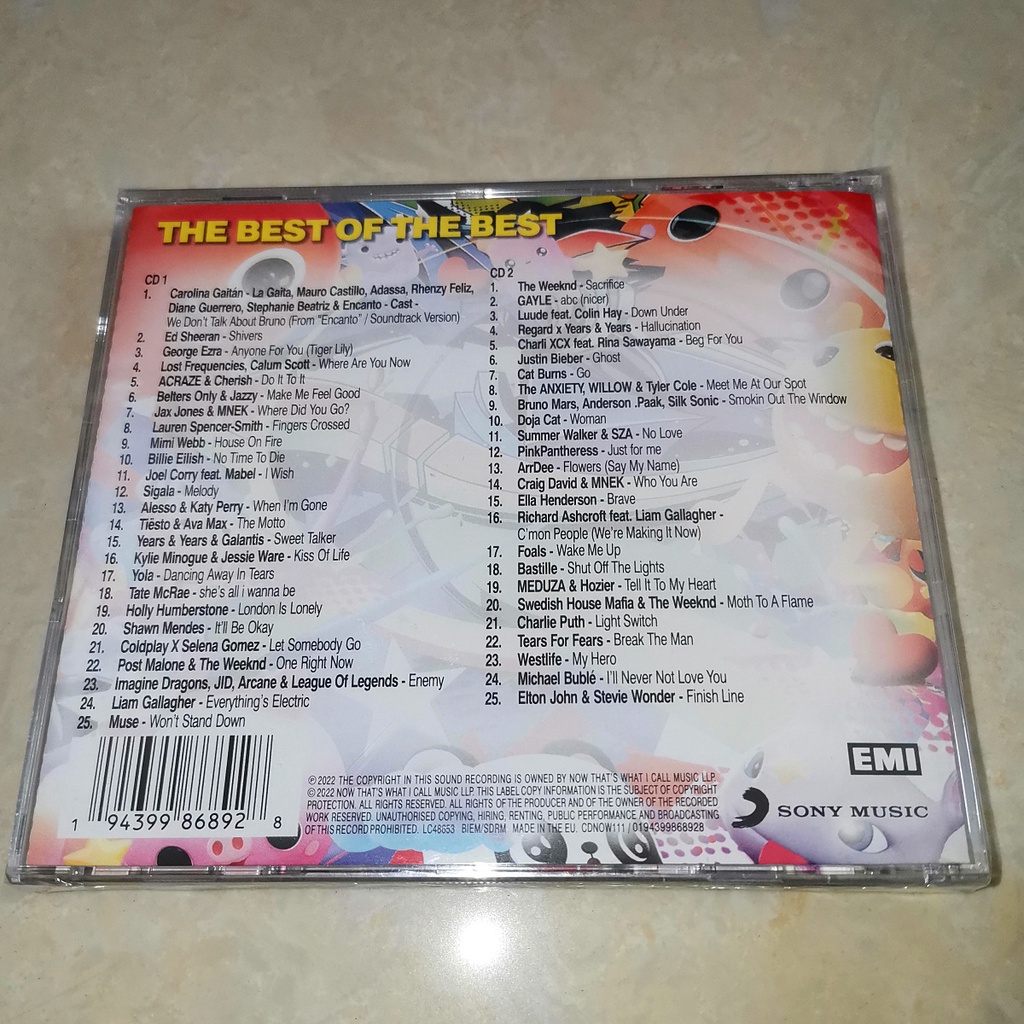 THE BEST OF THE BEST
CD 1
1. Carolina Gaitán - La Gaita, Mauro Castillo, Adassa, Rhenzy Feliz,
Diane Guerrero, Stephanie Beatriz & Encanto - Cast -
We Don't Talk About Bruno (From "Encanto" / Soundtrack Version)
2. Ed Sheeran - Shivers
3. George Ezra - Anyone For You (Tiger Lily)
4. Lost Frequencies, Calum Scott - Where Are You Now
5. ACRAZE & Cherish - Do It To It
6. Belters Only & Jazzy - Make Me Feel Good
7. Jax Jones & MNEK - Where Did You Go?
8. Lauren Spencer-Smith - Fingers Crossed
9. Mimi Webb - House On Fire
10. Billie Eilish - No Time To Die
11. Joel Corry feat. Mabel - I Wish
12. Sigala - Melody
13. Alesso & Katy Perry - When I'm Gone
14. Tiësto & Ava Max - The Motto
15. Years & Years & Galantis - Sweet Talker
16. Kylie Minogue & Jessie Ware - Kiss Of Life
17. Yola - Dancing Away In Tears
18. Tate McRae - she's all i wanna be
19. Holly Humberstone - London Is Lonely
20. Shawn Mendes - It'll Be Okay
21. Coldplay X Selena Gomez - Let Somebody Go
22. Post Malone & The Weeknd - One Right Now
23. Imagine Dragons, JID, Arcane & League Of Legends - Enemy
24. Liam Gallagher - Everything's Electric
25. Muse - Won't Stand Down
CD 2
1. The Weeknd - Sacrifice
2. GAYLE - abc (nicer)
3. Luude feat. Colin Hay - Down Under
4. Regard x Years & Years - Hallucination
5. Charli XCX feat. Rina Sawayama - Beg For You
6. Justin Bieber - Ghost
7. Cat Burns - Go
8. The ANXIETY, WILLOW & Tyler Cole - Meet Me At Our Spot
9. Bruno Mars, Anderson .Paak, Silk Sonic - Smokin Out The Window
10. Doja Cat - Woman
11. Summer Walker & SZA - No Love
12. PinkPantheress - Just for me
13. ArrDee - Flowers (Say My Name)
14. Craig David & MNEK - Who You Are
15. Ella Henderson - Brave
16. Richard Ashcroft feat. Liam Gallagher -
C'mon People (We're Making It Now)
17. Foals - Wake Me Up
18. Bastille - Shut Off The Lights
19. MEDUZA & Hozier - Tell It To My Heart
20. Swedish House Mafia & The Weeknd - Moth To A Flame
21. Charlie Puth - Light Switch
22. Tears For Fears - Break The Man
23. Westlife - My Hero
24. Michael Bublé - I'll Never Not Love You
25. Elton John & Stevie Wonder - Finish Line
1 94399 86892 8
℗ 2022 THE COPYRIGHT IN THIS SOUND RECORDING IS OWNED BY NOW THAT'S WHAT I CALL MUSIC LLP.
© 2022 NOW THAT'S WHAT I CALL MUSIC LLP. THIS LABEL COPY INFORMATION IS THE SUBJECT OF COPYRIGHT
PROTECTION. ALL RIGHTS RESERVED. ALL RIGHTS OF THE PRODUCER AND OF THE OWNER OF THE RECORDED
WORK RESERVED. UNAUTHORISED COPYING, HIRING, RENTING, PUBLIC PERFORMANCE AND BROADCASTING
OF THIS RECORD PROHIBITED. LC48653 BIEM/SDRM MADE IN THE EU. CDNOW111 / 0194399868928
EMI
SONY MUSIC